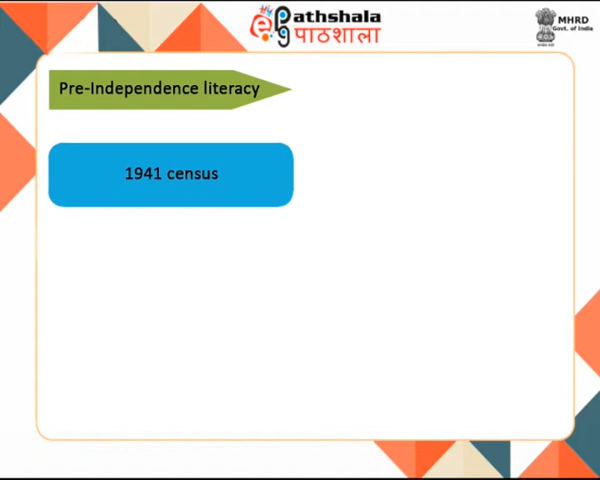 ePathshala
पाठशाला
MHRD
Govt. of India
Pre-Independence literacy
1941 census